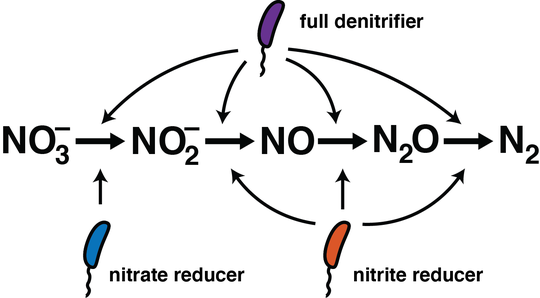 full denitrifier
NO₃⁻ → NO₂⁻ → NO → N₂O → N₂
nitrate reducer
nitrite reducer